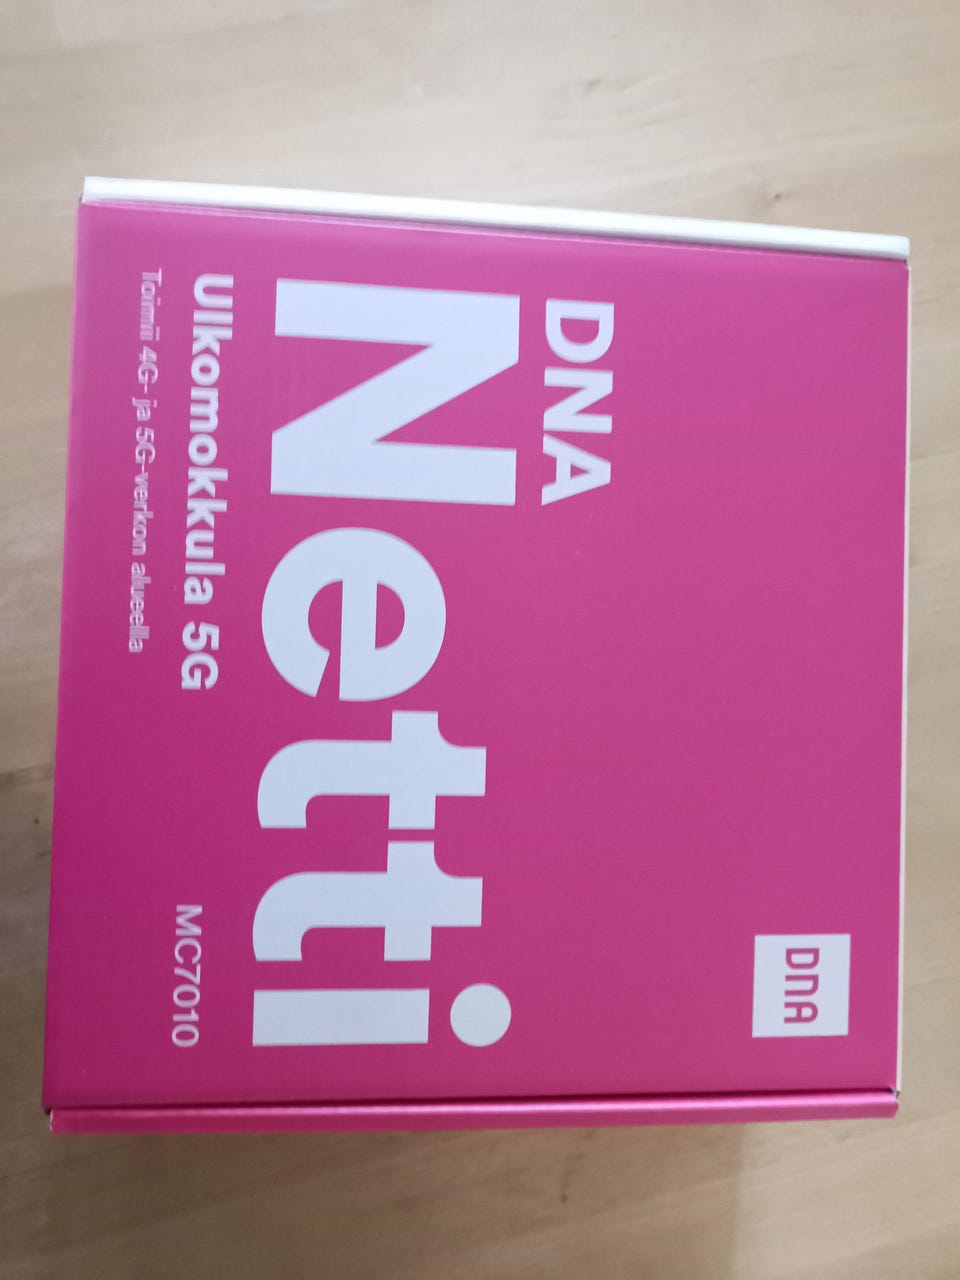 DNA
DNA
Netti
Ulkomokkula 5G
MC7010
Toimii 4G- ja 5G-verkon alueella